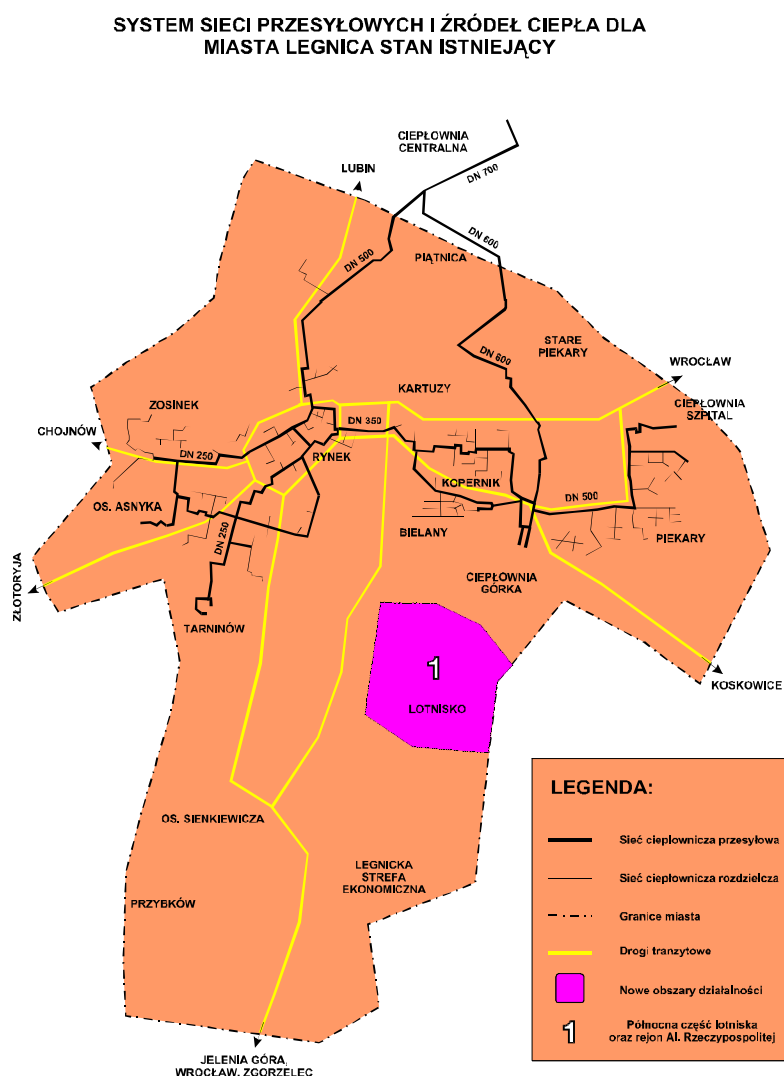 SYSTEM SIECI PRZESYŁOWYCH I ŹRÓDEŁ CIEPŁA DLA
MIASTA LEGNICA STAN ISTNIEJĄCY
CIEPŁOWNIA
CENTRALNA
LUBIN
DN 700
DN 600
DN 500
PIĄTNICA
STARE
PIEKARY
DN 600
WROCŁAW
KARTUZY
CIEPŁOWNIA
SZPITAL
ZOSINEK
CHOJNÓW
DN 350
DN 250
RYNEK
KOPERNIK
DN 500
OS. ASNYKA
DN 250
BIELANY
PIEKARY
CIEPŁOWNIA
GÓRKA
ZŁOTORYJA
TARNINÓW
1
KOSKOWICE
LOTNISKO
OS. SIENKIEWICZA
LEGNICKA
STREFA
EKONOMICZNA
PRZYBKÓW
JELENIA GÓRA,
WROCŁAW, ZGORZELEC
LEGENDA:
Sieć ciepłownicza przesyłowa
Sieć ciepłownicza rozdzielcza
Granice miasta
Drogi tranzytowe
Nowe obszary działalności
1
Północna część lotniska
oraz rejon Al. Rzeczypospolitej